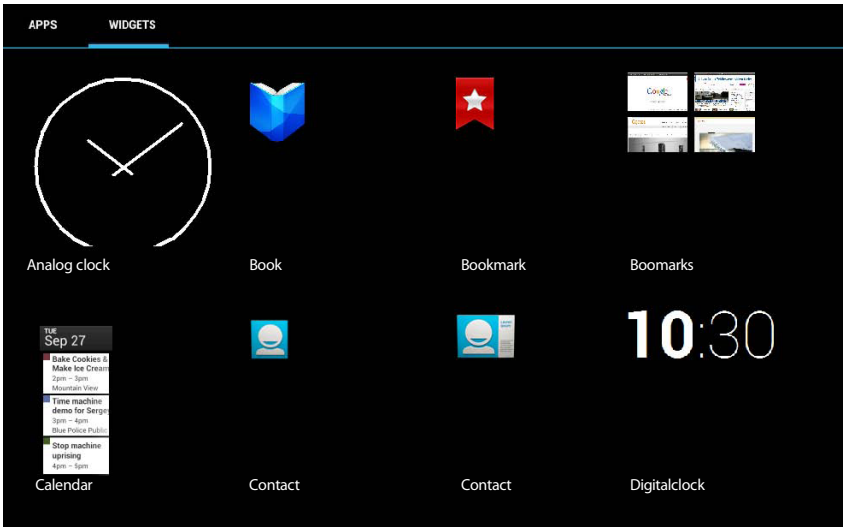 APPS WIDGETS
Analog clock Book Bookmark Boomarks
TUE
Sep 27
Bake Cookies &
Make Ice Cream
2pm – 3pm
Mountain View
Time machine
demo for Sergey
3pm – 4pm
Blue Police Public
Stop machine
uprising
4pm – 5pm
10:30
Calendar Contact Contact Digitalclock